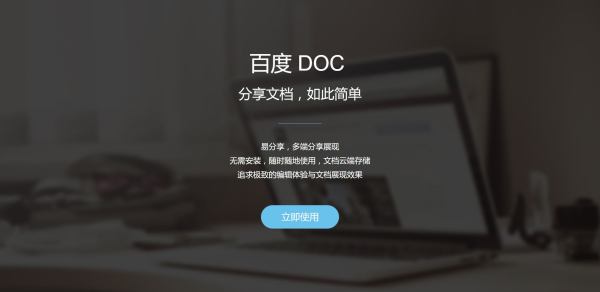 百度 DOC
分享文档，如此简单
易分享，多端分享展现
无需安装，随时随地使用，文档云端存储
追求极致的编辑体验与文档展现效果
立即使用